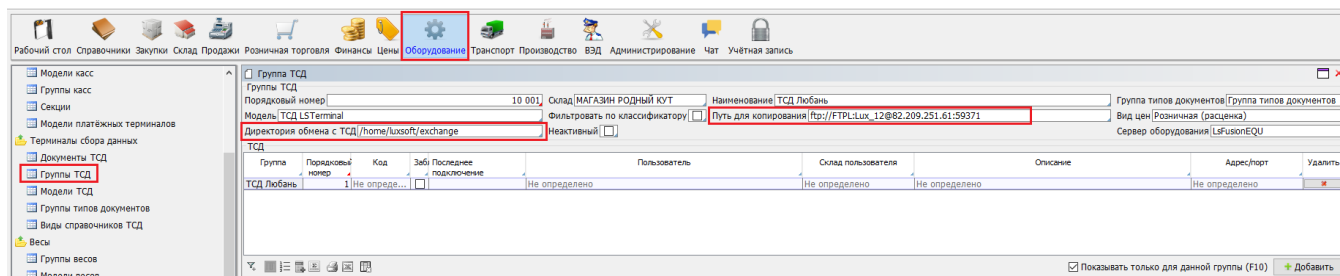 Рабочий стол Справочники Закупки Склад Продажи Розничная торговля Финансы Цены Оборудование Транспорт Производство ВЭД Администрирование Чат Учётная запись
Модели касс
Группы касс
Секции
Модели платёжных терминалов
Терминалы сбора данных
Документы ТСД
Группы ТСД
Модели ТСД
Группы типов документов
Виды справочников ТСД
Весы
Группы весов
Модели весов
Группа ТСД
Группы ТСД
Порядковый номер 10 001 Склад МАГАЗИН РОДНЫЙ КУТ Наименование ТСД Любань Группа типов документов Группа типов документов
Модель ТСД LSTerminal Фильтровать по классификатору Путь для копирования ftp://FTPL:Lux_12@82.209.251.61:59371 Вид цен Розничная (расценка)
Директория обмена с ТСД /home/luxsoft/exchange Неактивный Сервер оборудования LsFusionEQU
ТСД
Группа Порядковый номер Код Последнее подключение Пользователь Склад пользователя Описание Адрес/порт Удалить
ТСД Любань 1 Не опреде... Не определено Не определено Не определено Не определено
Показывать только для данной группы (F10) Добавить